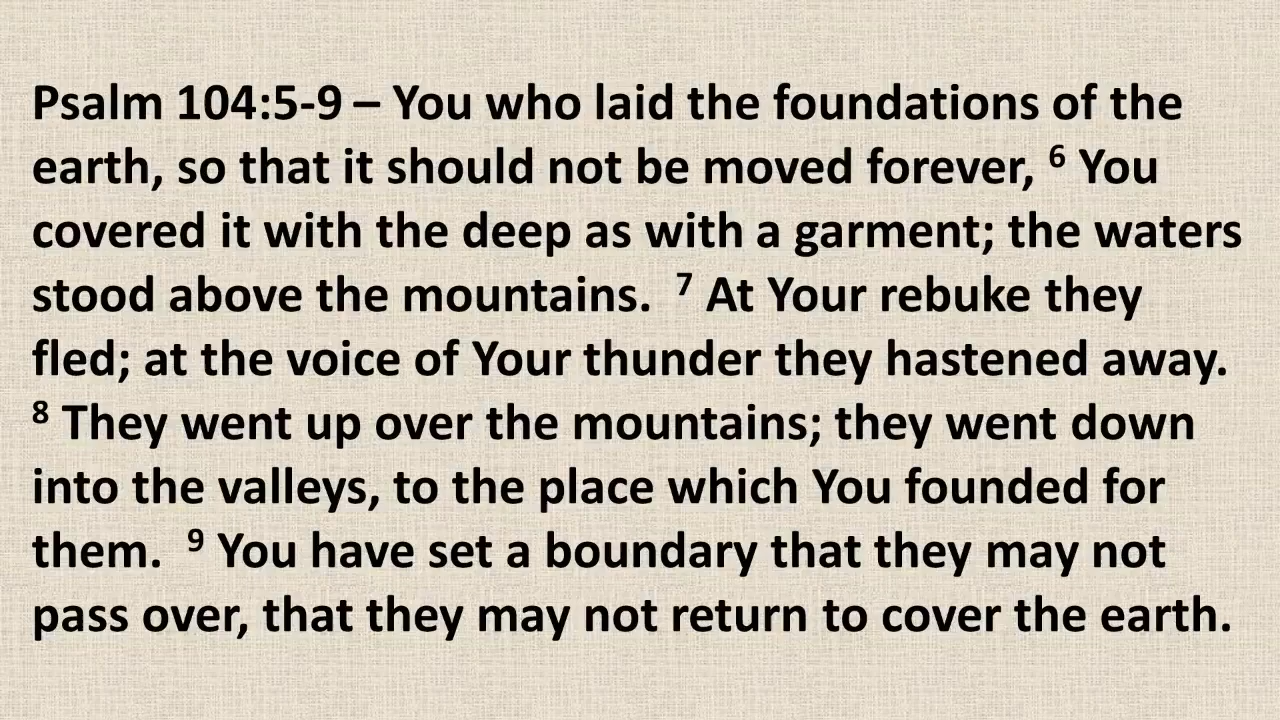 Psalm 104:5-9 – You who laid the foundations of the
earth, so that it should not be moved forever, 6 You
covered it with the deep as with a garment; the waters
stood above the mountains. 7 At Your rebuke they
fled; at the voice of Your thunder they hastened away.
8 They went up over the mountains; they went down
into the valleys, to the place which You founded for
them. 9 You have set a boundary that they may not
pass over, that they may not return to cover the earth.